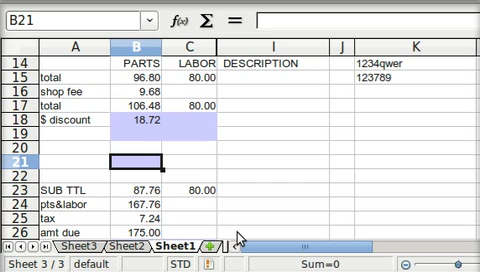 B21 f(x) Σ =
A B C I J K
14 PARTS LABOR DESCRIPTION 1234qwer
15 total 96.80 80.00 123789
16 shop fee 9.68
17 total 106.48 80.00
18 $ discount 18.72
19
20
21
22
23 SUB TTL 87.76 80.00
24 pts&labor 167.76
25 tax 7.24
26 amt due 175.00
Sheet3 Sheet2 Sheet1
Sheet 3 / 3 default STD Sum=0